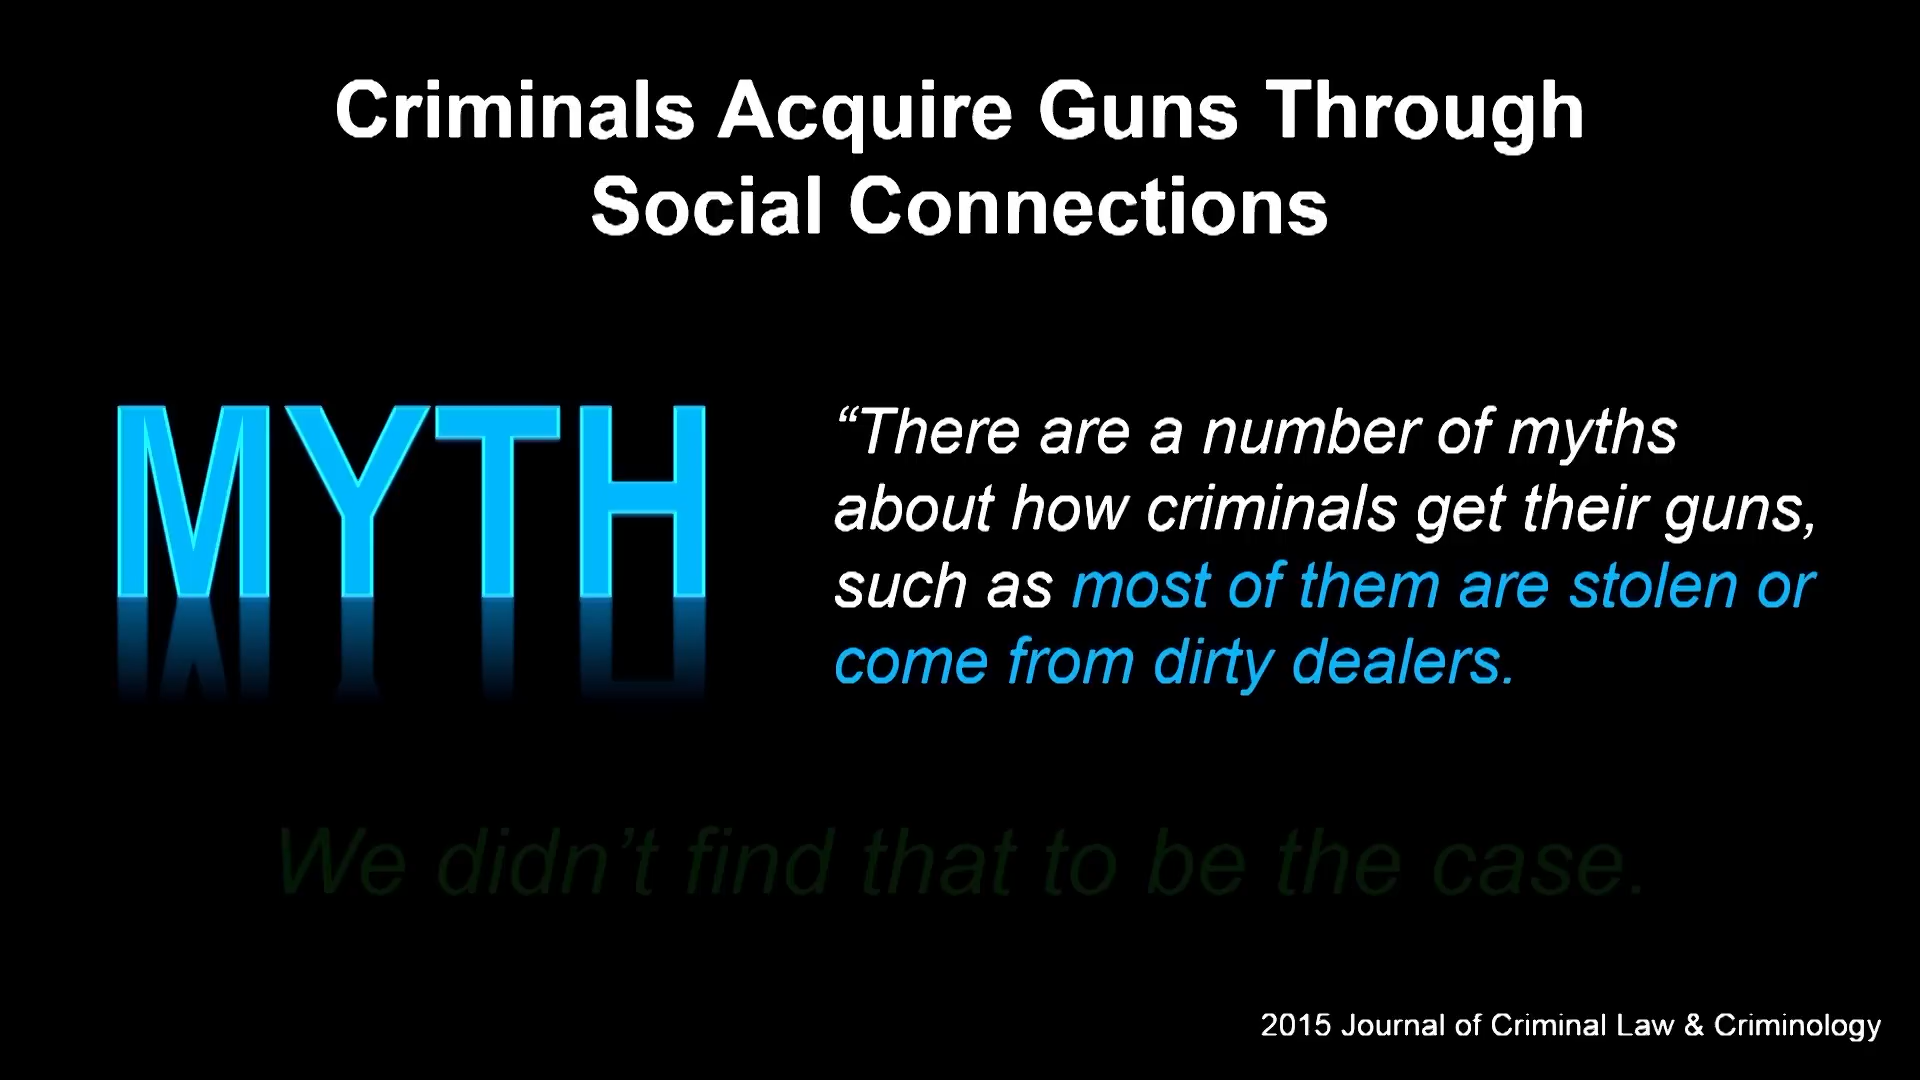 Criminals Acquire Guns Through
Social Connections
MYTH
“There are a number of myths
about how criminals get their guns,
such as most of them are stolen or
come from dirty dealers.
We didn’t find that to be the case.
2015 Journal of Criminal Law & Criminology